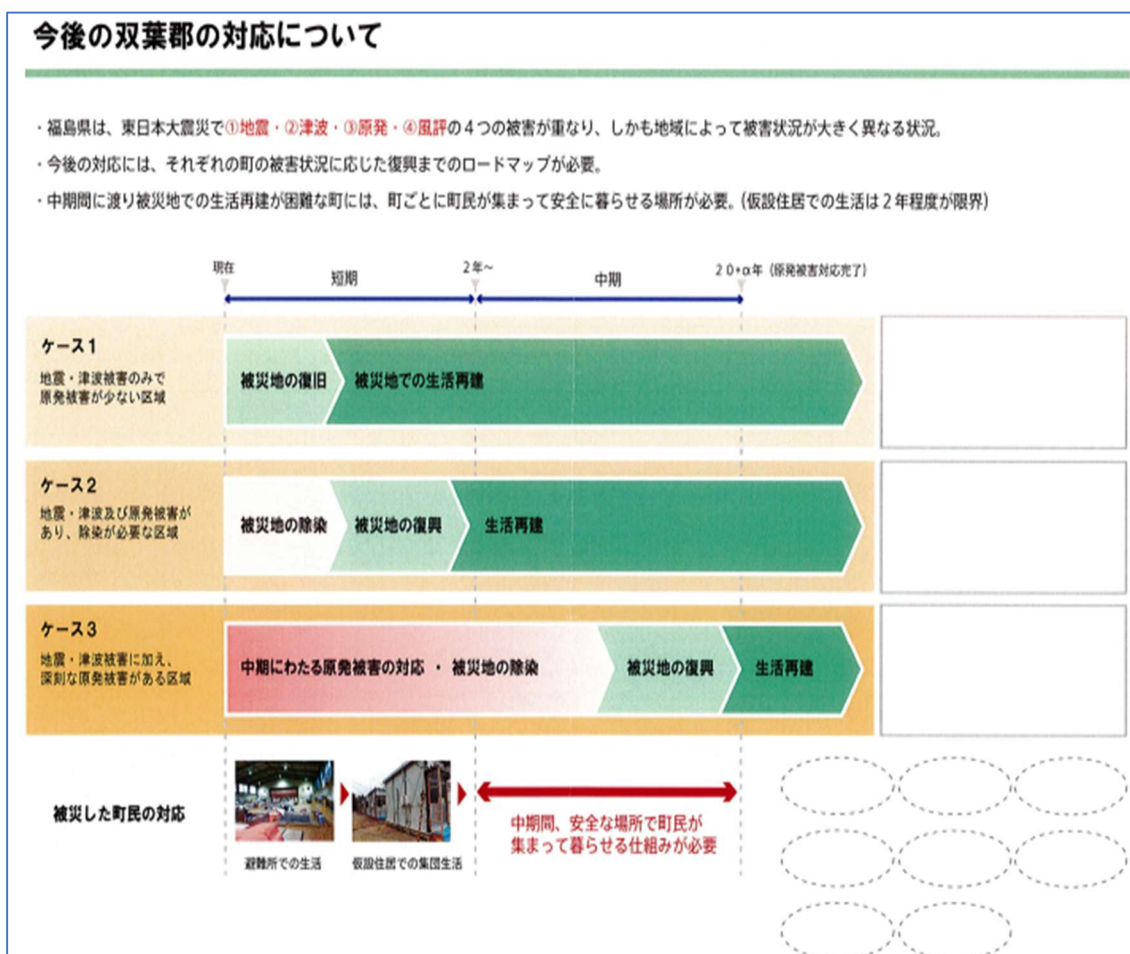 今後の双葉郡の対応について
・福島県は、東日本大震災で①地震・②津波・③原発・④風評の４つの被害が重なり、しかも地域によって被害状況が大きく異なる状況。
・今後の対応には、それぞれの町の被害状況に応じた復興までのロードマップが必要。
・中期間に渡り被災地での生活再建が困難な町には、町ごとに町民が集まって安全に暮らせる場所が必要。(仮設住居での生活は２年程度が限界)
現在
短期
２年～
中期
２０+α年（原発被害対応完了）
ケース１
地震・津波被害のみで
原発被害が少ない区域
被災地の復旧
被災地での生活再建
ケース２
地震・津波及び原発被害が
あり、除染が必要な区域
被災地の除染
被災地の復興
生活再建
ケース３
地震・津波被害に加え、
深刻な原発被害がある区域
中期にわたる原発被害の対応 ・ 被災地の除染
被災地の復興
生活再建
被災した町民の対応
避難所での生活
仮設住居での集団生活
中期間、安全な場所で町民が
集まって暮らせる仕組みが必要